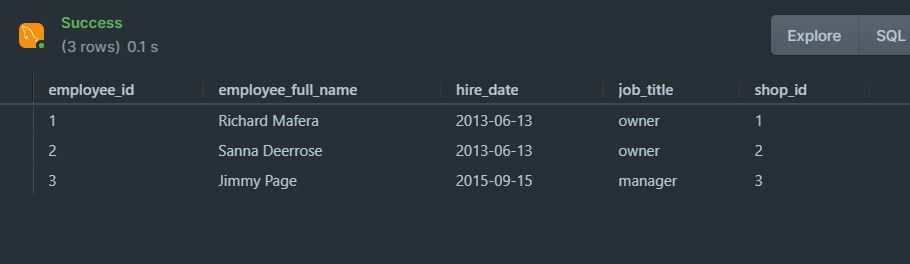 Success
(3 rows) 0.1 s
Explore SQL
employee_id employee_full_name hire_date job_title shop_id
1 Richard Mafera 2013-06-13 owner 1
2 Sanna Deerrose 2013-06-13 owner 2
3 Jimmy Page 2015-09-15 manager 3